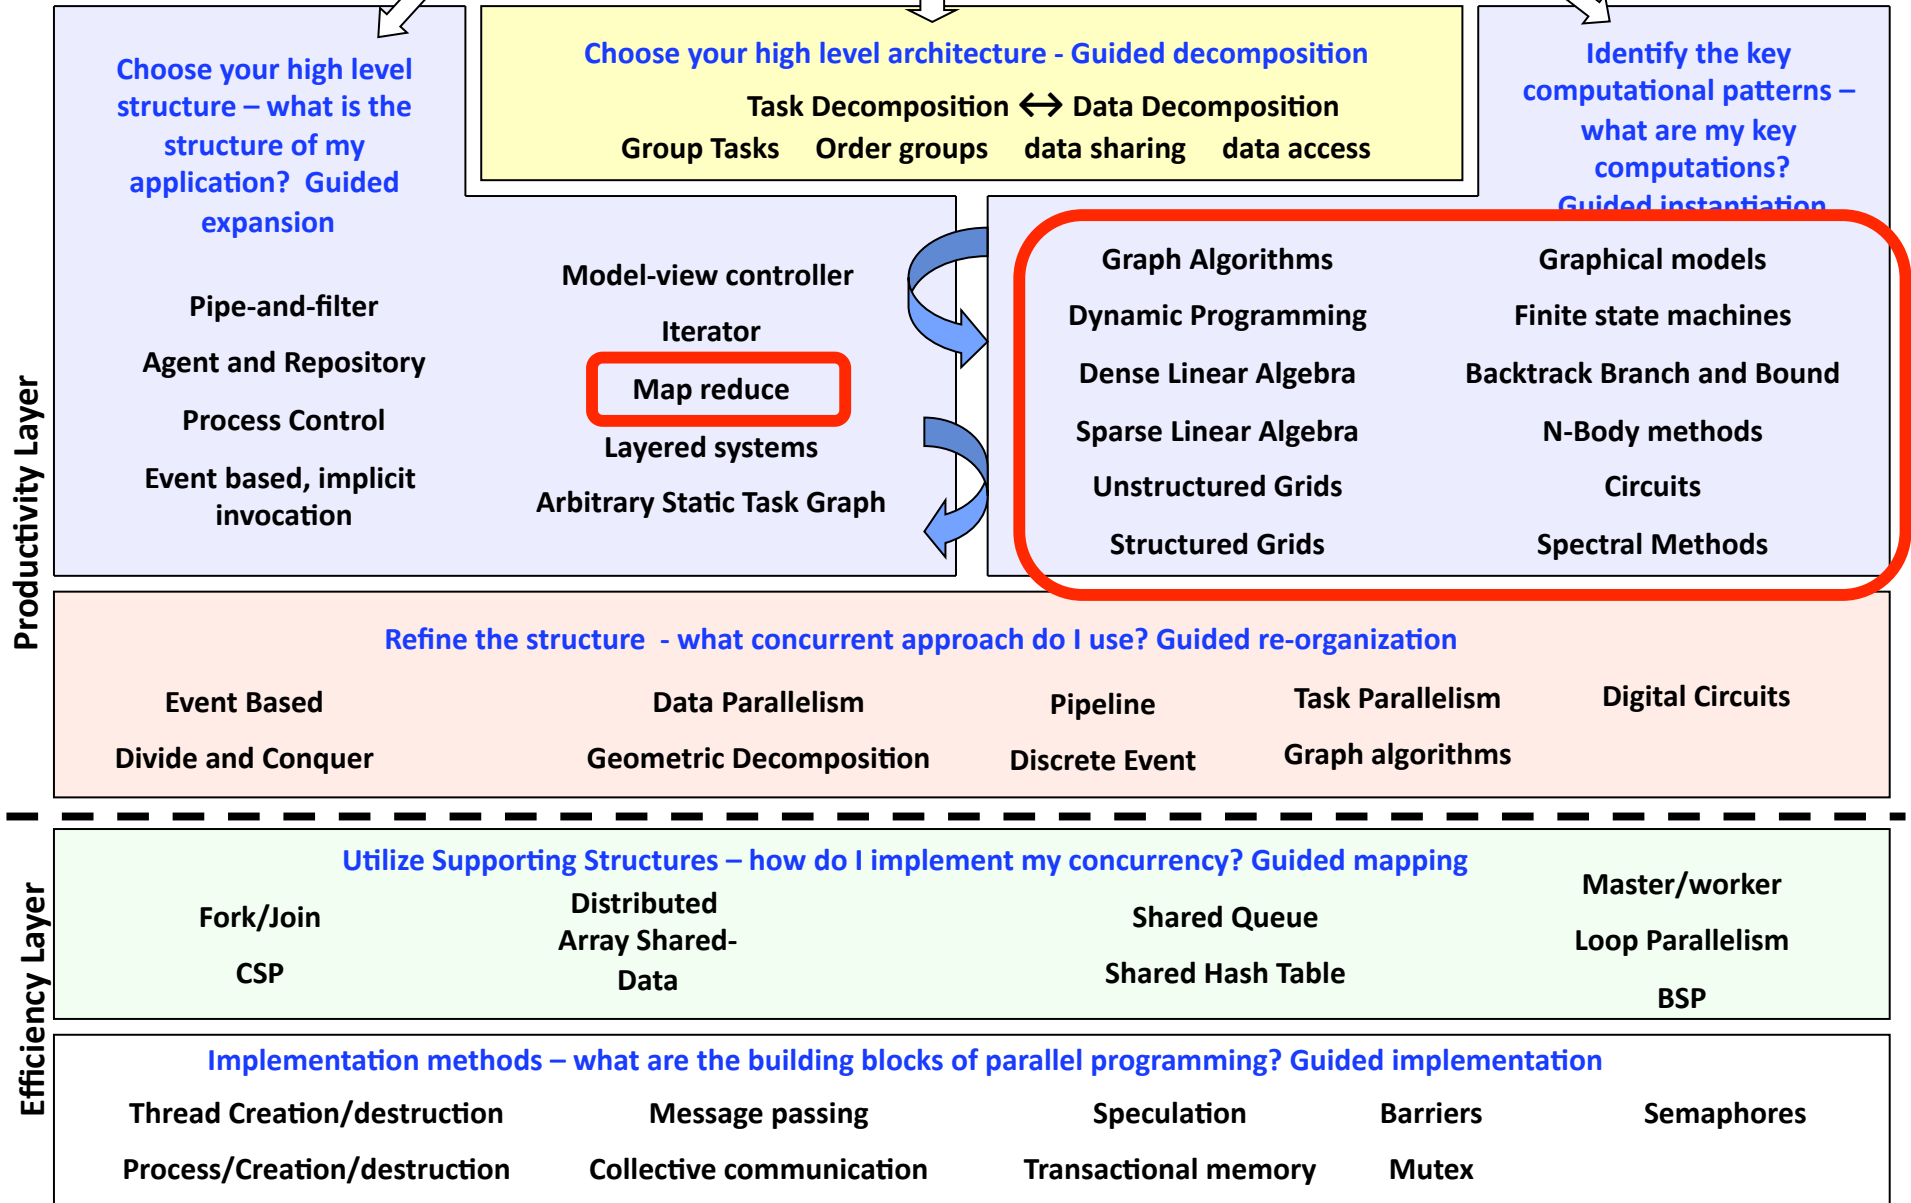 Choose your high level
structure – what is the
structure of my
application? Guided
expansion
Pipe-and-filter
Agent and Repository
Process Control
Event based, implicit
invocation
Model-view controller
Iterator
Map reduce
Layered systems
Arbitrary Static Task Graph
Choose your high level architecture - Guided decomposition
Task Decomposition ↔ Data Decomposition
Group Tasks Order groups data sharing data access
Identify the key
computational patterns –
what are my key
computations?
Guided instantiation
Graph Algorithms
Dynamic Programming
Dense Linear Algebra
Sparse Linear Algebra
Unstructured Grids
Structured Grids
Graphical models
Finite state machines
Backtrack Branch and Bound
N-Body methods
Circuits
Spectral Methods
Productivity Layer
Refine the structure - what concurrent approach do I use? Guided re-organization
Event Based
Divide and Conquer
Data Parallelism
Geometric Decomposition
Pipeline
Discrete Event
Task Parallelism
Graph algorithms
Digital Circuits
Efficiency Layer
Utilize Supporting Structures – how do I implement my concurrency? Guided mapping
Fork/Join
CSP
Distributed
Array Shared-
Data
Shared Queue
Shared Hash Table
Master/worker
Loop Parallelism
BSP
Implementation methods – what are the building blocks of parallel programming? Guided implementation
Thread Creation/destruction
Process/Creation/destruction
Message passing
Collective communication
Speculation
Transactional memory
Barriers
Mutex
Semaphores